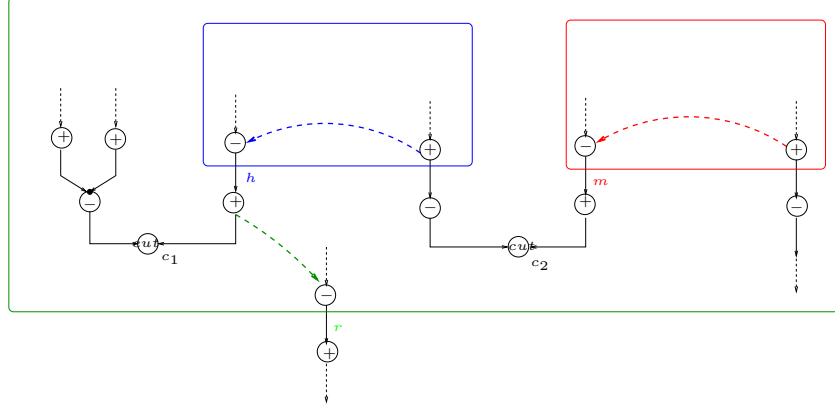 + + − + − +
h m
− + − + −
cut c1 cut c2
−
r
+